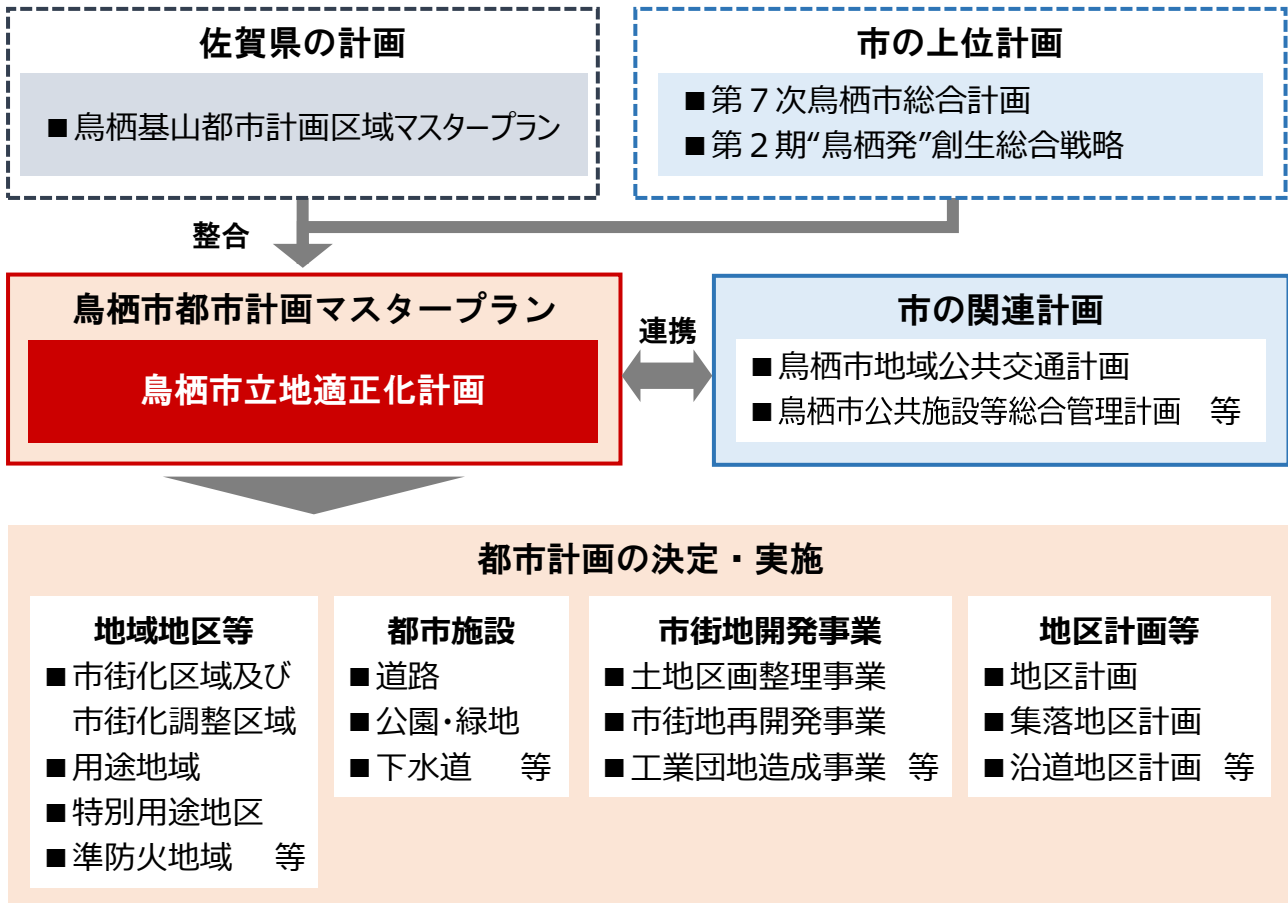 佐賀県の計画
■鳥栖基山都市計画区域マスタープラン
市の上位計画
■第７次鳥栖市総合計画
■第２期“鳥栖発”創生総合戦略
整合
鳥栖市都市計画マスタープラン
鳥栖市立地適正化計画
連携
市の関連計画
■鳥栖市地域公共交通計画
■鳥栖市公共施設等総合管理計画　等
都市計画の決定・実施
地域地区等
■市街化区域及び
市街化調整区域
■用途地域
■特別用途地区
■準防火地域　等
都市施設
■道路
■公園・緑地
■下水道　等
市街地開発事業
■土地区画整理事業
■市街地再開発事業
■工業団地造成事業　等
地区計画等
■地区計画
■集落地区計画
■沿道地区計画　等